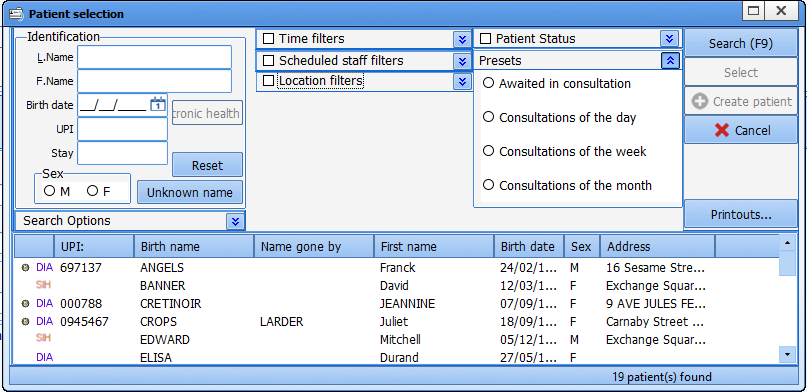 Patient selection
Identification
L.Name
F.Name
Birth date __/__/____ 1 ronic health
UPI
Stay
Reset
Sex
M F
Unknown name
Search Options
Time filters
Scheduled staff filters
Location filters
Patient Status
Presets
Awaited in consultation
Consultations of the day
Consultations of the week
Consultations of the month
Search (F9)
Select
Create patient
Cancel
Printouts...
UPI: Birth name Name gone by First name Birth date Sex Address
DIA 697137 ANGELS Franck 24/02/1... M 16 Sesame Stre...
SIH BANNER David 12/03/1... M Exchange Squar...
DIA 000788 CRETINOIR JEANNINE 07/09/1... F 9 AVE JULES FE...
DIA 0945467 CROPS LARDER Juliet 18/09/1... F Carnaby Street ...
SIH EDWARD Mitchell 05/12/1... M Exchange Squar...
DIA ELISA Durand 27/05/1... F
19 patient(s) found